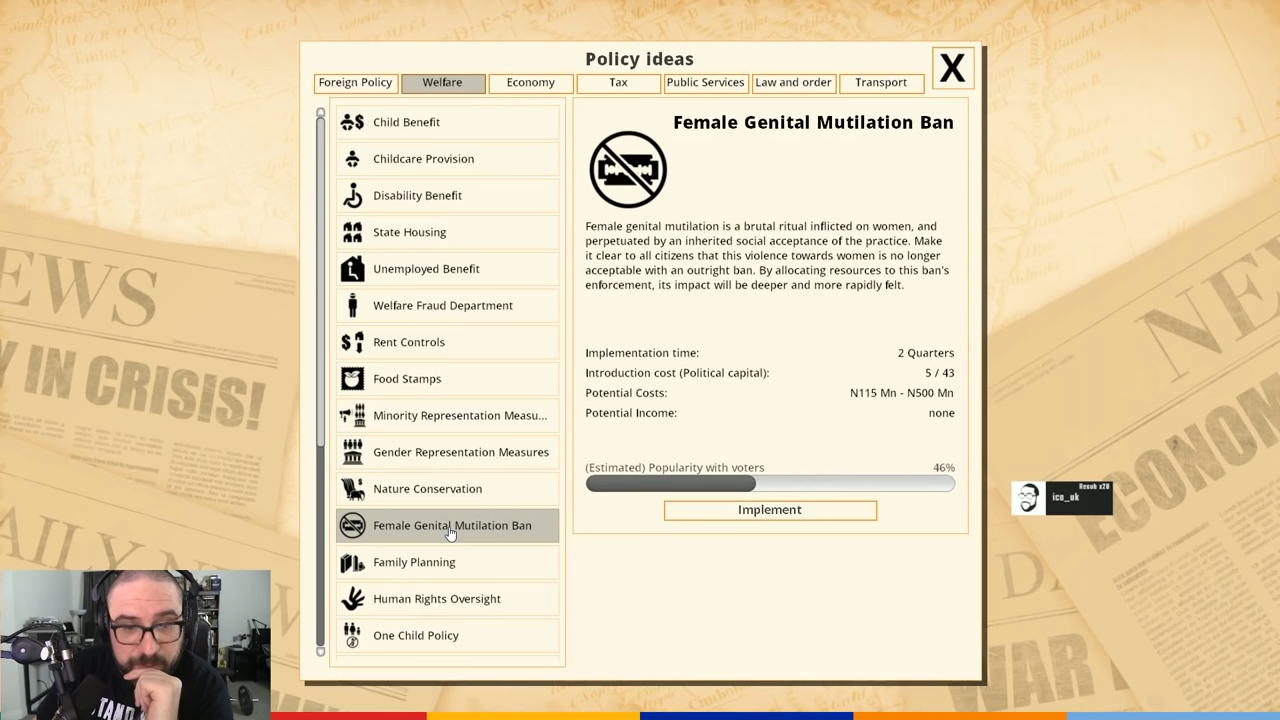 Policy ideas
X
Foreign Policy
Welfare
Economy
Tax
Public Services
Law and order
Transport
Child Benefit
Childcare Provision
Disability Benefit
State Housing
Unemployed Benefit
Welfare Fraud Department
Rent Controls
Food Stamps
Minority Representation Measu...
Gender Representation Measures
Nature Conservation
Female Genital Mutilation Ban
Family Planning
Human Rights Oversight
One Child Policy
Female Genital Mutilation Ban
Female genital mutilation is a brutal ritual inflicted on women, and
perpetuated by an inherited social acceptance of the practice. Make
it clear to all citizens that this violence towards women is no longer
acceptable with an outright ban. By allocating resources to this ban's
enforcement, its impact will be deeper and more rapidly felt.
Implementation time: 2 Quarters
Introduction cost (Political capital): 5 / 43
Potential Costs: N115 Mn - N500 Mn
Potential Income: none
(Estimated) Popularity with voters 46%
Implement
Resub x20
ico_uk
EWS
Y IN CRISIS!
AILY NEWS
NE
ECONOM
WAR